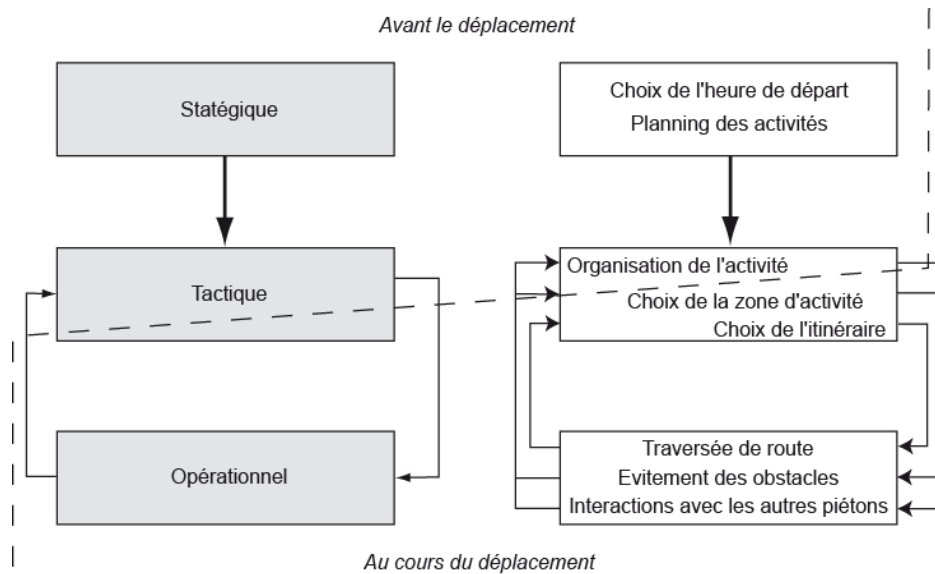 Avant le déplacement
Statégique
Choix de l'heure de départ
Planning des activités
Tactique
Organisation de l'activité
Choix de la zone d'activité
Choix de l'itinéraire
Opérationnel
Traversée de route
Evitement des obstacles
Interactions avec les autres piétons
Au cours du déplacement